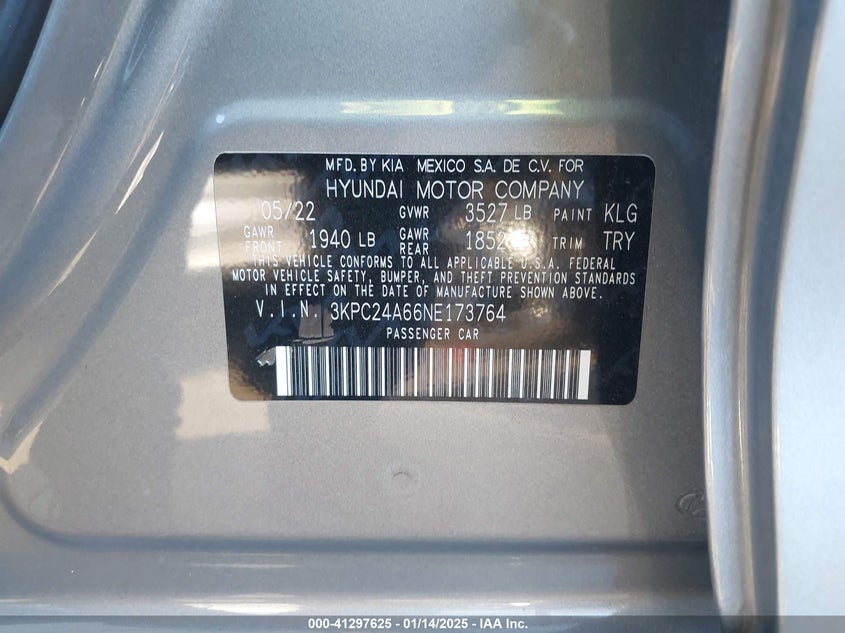 MFD. BY KIA MEXICO S.A. DE C.V. FOR
HYUNDAI MOTOR COMPANY
05/22 GVWR 3527 LB PAINT KLG
GAWR FRONT 1940 LB GAWR REAR TRIM TRY
THIS VEHICLE CONFORMS TO ALL APPLICABLE U.S.A. FEDERAL
MOTOR VEHICLE SAFETY, BUMPER, AND THEFT PREVENTION STANDARDS
IN EFFECT ON THE DATE OF MANUFACTURE SHOWN ABOVE.
V.I.N. 3KPC24A66NE173764
PASSENGER CAR
000-41297625 - 01/14/2025 - IAA Inc.